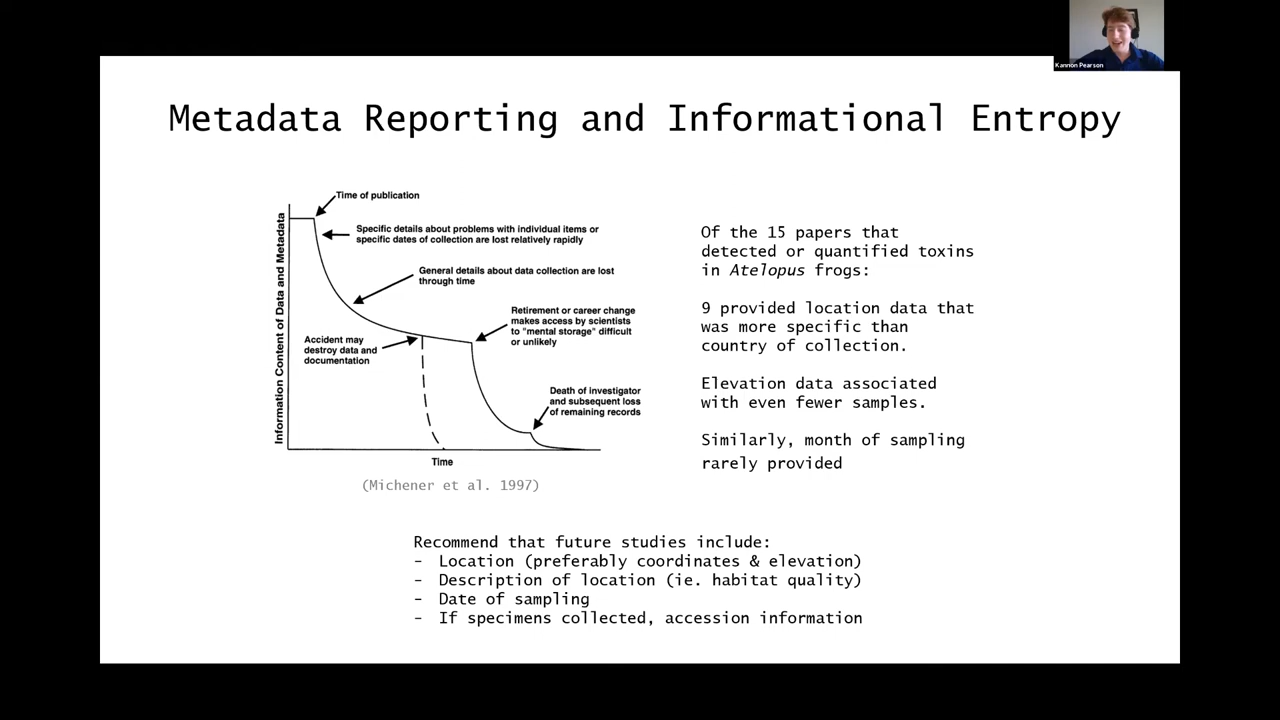 Kannon Pearson
Metadata Reporting and Informational Entropy
Information Content of Data and Metadata
Time of publication
Specific details about problems with individual items or
specific dates of collection are lost relatively rapidly
General details about data collection are lost
through time
Retirement or career change
makes access by scientists
to "mental storage" difficult
or unlikely
Accident may
destroy data and
documentation
Death of investigator
and subsequent loss
of remaining records
Time
(Michener et al. 1997)
Of the 15 papers that
detected or quantified toxins
in Atelopus frogs:
9 provided location data that
was more specific than
country of collection.
Elevation data associated
with even fewer samples.
Similarly, month of sampling
rarely provided
Recommend that future studies include:
- Location (preferably coordinates & elevation)
- Description of location (ie. habitat quality)
- Date of sampling
- If specimens collected, accession information